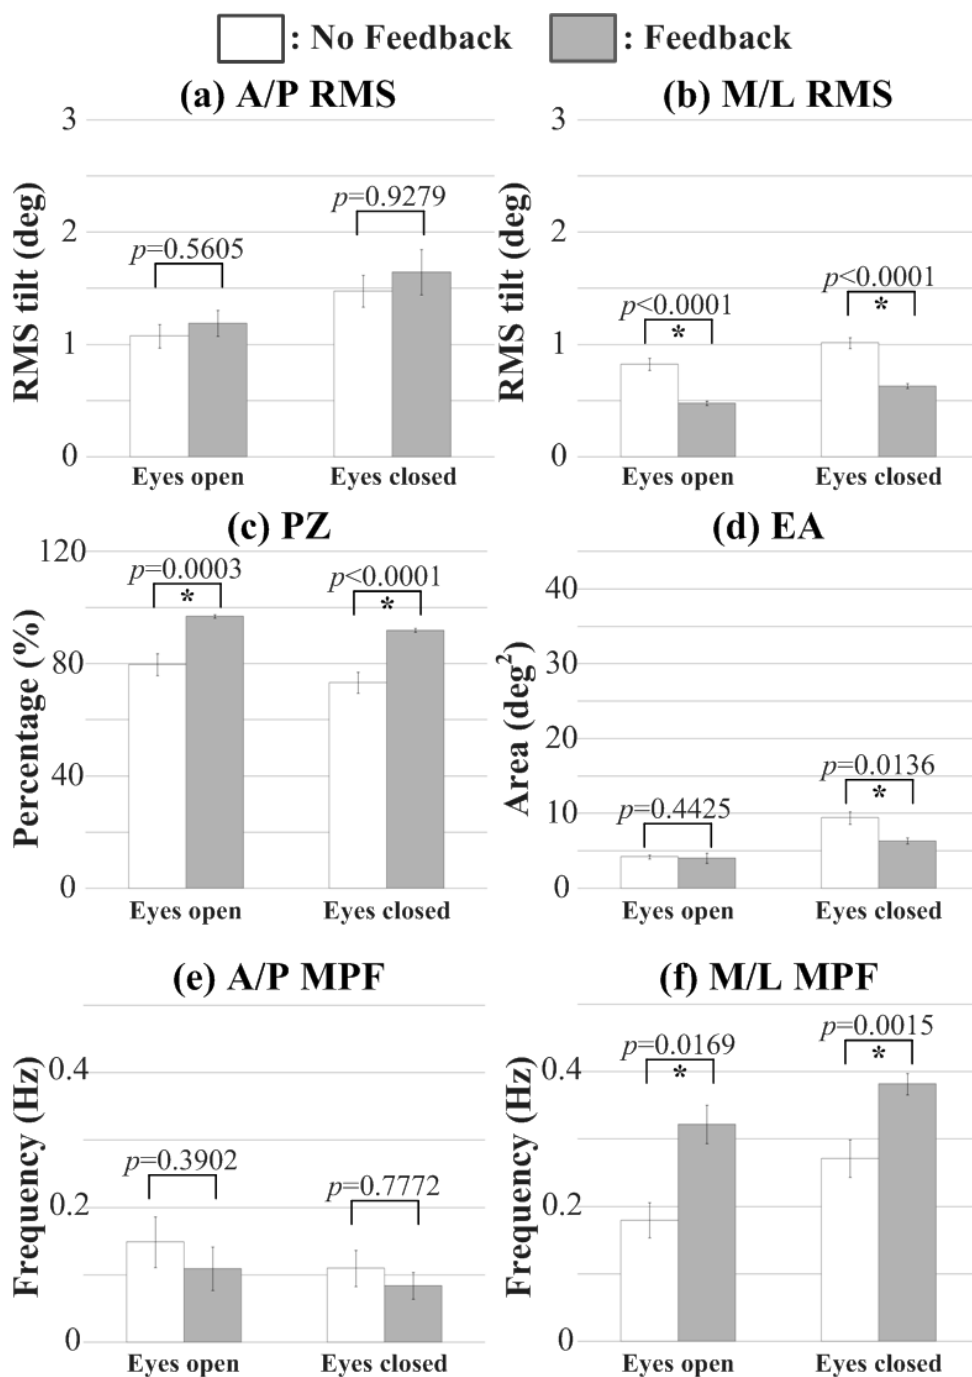 : No Feedback : Feedback
(a) A/P RMS
3
2
1
0
RMS tilt (deg)
p=0.5605
p=0.9279
Eyes open Eyes closed
(b) M/L RMS
3
2
1
0
RMS tilt (deg)
p<0.0001
*
p<0.0001
*
Eyes open Eyes closed
(c) PZ
120
80
40
0
Percentage (%)
p=0.0003
*
p<0.0001
*
Eyes open Eyes closed
(d) EA
40
30
20
10
0
Area (deg²)
p=0.4425
p=0.0136
*
Eyes open Eyes closed
(e) A/P MPF
0.4
0.2
0
Frequency (Hz)
p=0.3902
p=0.7772
Eyes open Eyes closed
(f) M/L MPF
0.4
0.2
0
Frequency (Hz)
p=0.0169
*
p=0.0015
*
Eyes open Eyes closed